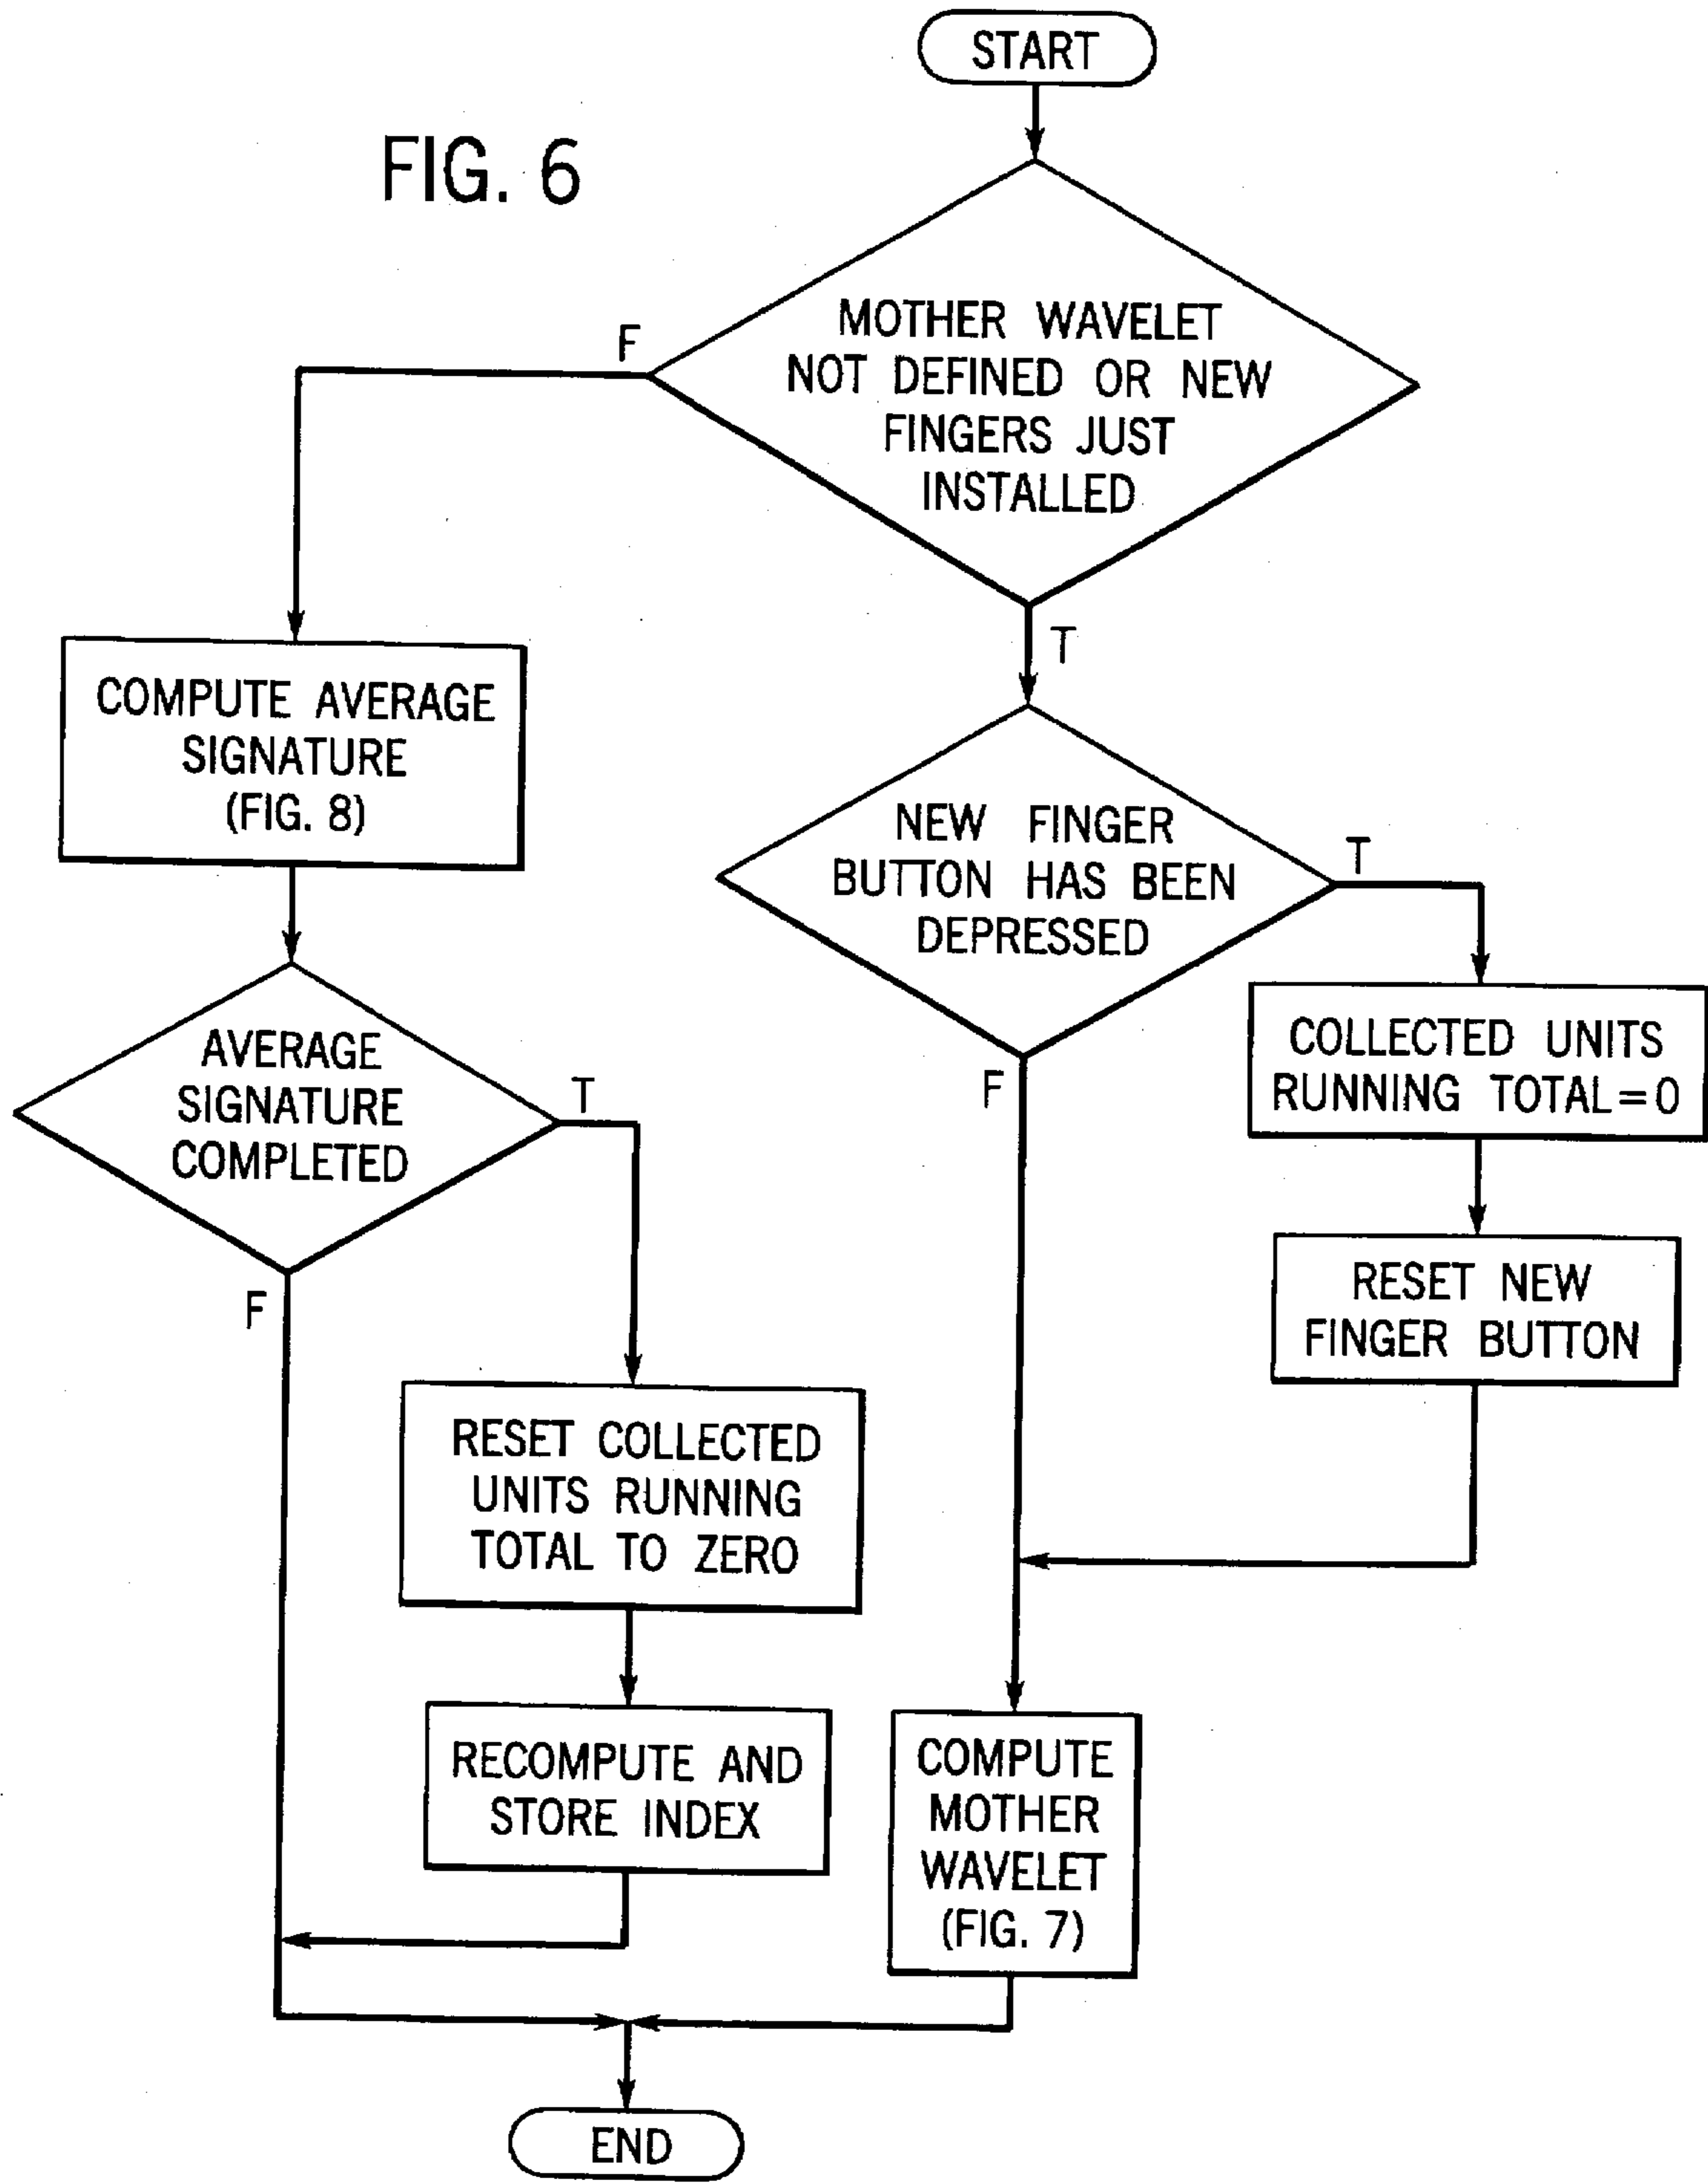 START
FIG. 6
MOTHER WAVELET
NOT DEFINED OR NEW
FINGERS JUST
INSTALLED
F
T
COMPUTE AVERAGE
SIGNATURE
(FIG. 8)
NEW FINGER
BUTTON HAS BEEN
DEPRESSED
T
F
AVERAGE
SIGNATURE
COMPLETED
T
F
COLLECTED UNITS
RUNNING TOTAL=0
RESET NEW
FINGER BUTTON
RESET COLLECTED
UNITS RUNNING
TOTAL TO ZERO
RECOMPUTE AND
STORE INDEX
COMPUTE
MOTHER
WAVELET
(FIG. 7)
END